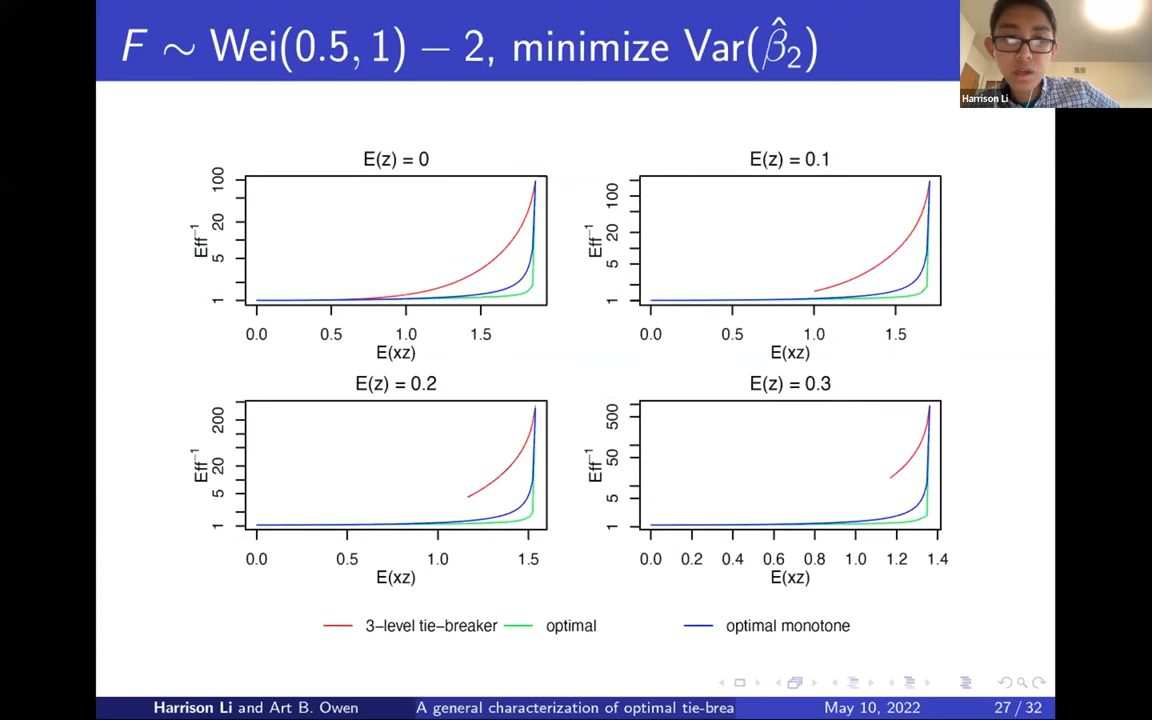 F ∼ Wei(0.5, 1) − 2, minimize Var(β̂₂)
Harrison Li
E(z) = 0
Eff⁻¹
100
20
5
1
0.0 0.5 1.0 1.5
E(xz)
E(z) = 0.1
Eff⁻¹
100
20
5
1
0.0 0.5 1.0 1.5
E(xz)
E(z) = 0.2
Eff⁻¹
200
20
5
1
0.0 0.5 1.0 1.5
E(xz)
E(z) = 0.3
Eff⁻¹
500
50
5
1
0.0 0.2 0.4 0.6 0.8 1.0 1.2 1.4
E(xz)
3−level tie−breaker optimal optimal monotone
Harrison Li and Art B. Owen A general characterization of optimal tie-brea May 10, 2022 27 / 32